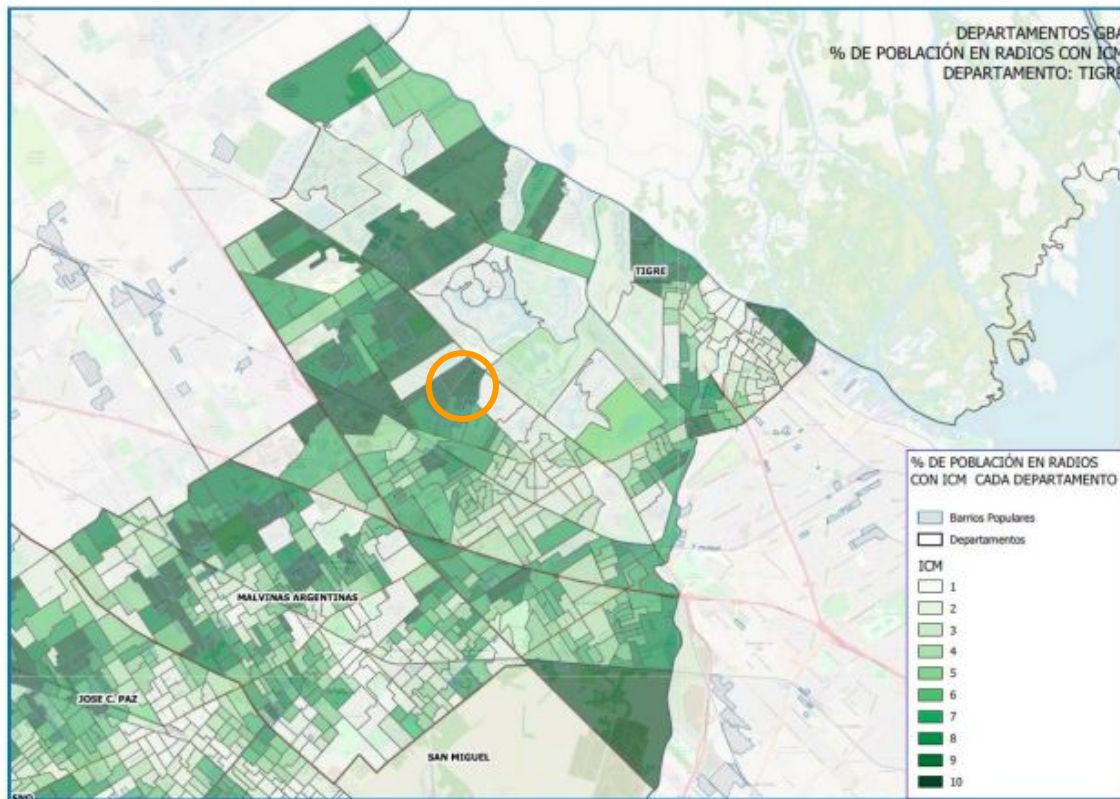 DEPARTAMENTOS GBA
% DE POBLACIÓN EN RADIOS CON ICM
DEPARTAMENTO: TIGRE
TIGRE
MALVINAS ARGENTINAS
JOSE C. PAZ
SAN MIGUEL
% DE POBLACIÓN EN RADIOS
CON ICM CADA DEPARTAMENTO
Barrios Populares
Departamentos
ICM
1
2
3
4
5
6
7
8
9
10